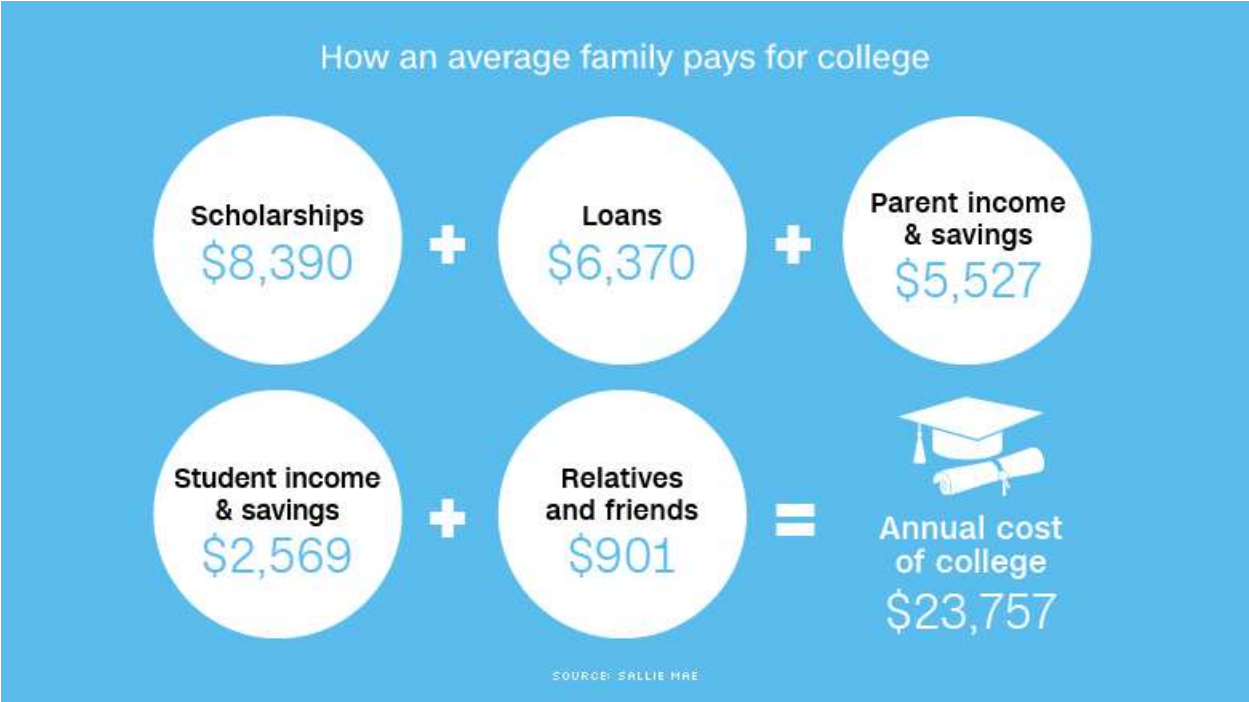 How an average family pays for college
Scholarships
$8,390
+
Loans
$6,370
+
Parent income
& savings
$5,527
Student income
& savings
$2,569
+
Relatives
and friends
$901
=
Annual cost
of college
$23,757
SOURCE: SALLIE MAE